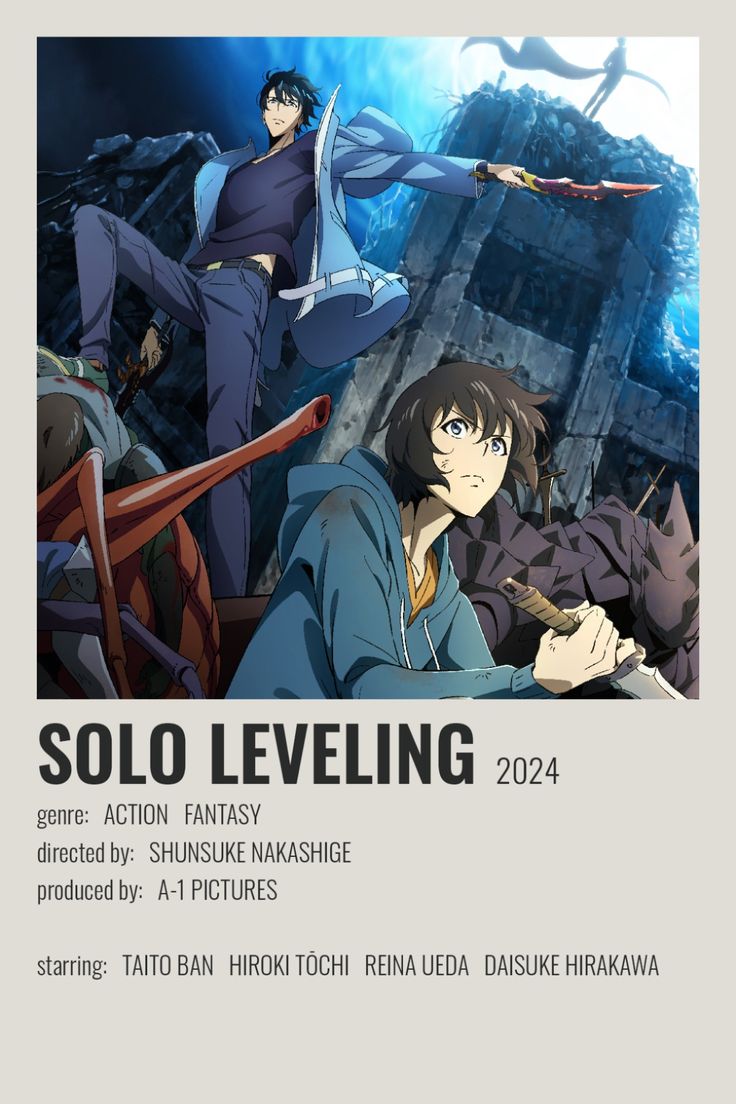 SOLO LEVELING 2024
genre: ACTION FANTASY
directed by: SHUNSUKE NAKASHIGE
produced by: A-1 PICTURES
starring: TAITO BAN HIROKI TŌCHI REINA UEDA DAISUKE HIRAKAWA